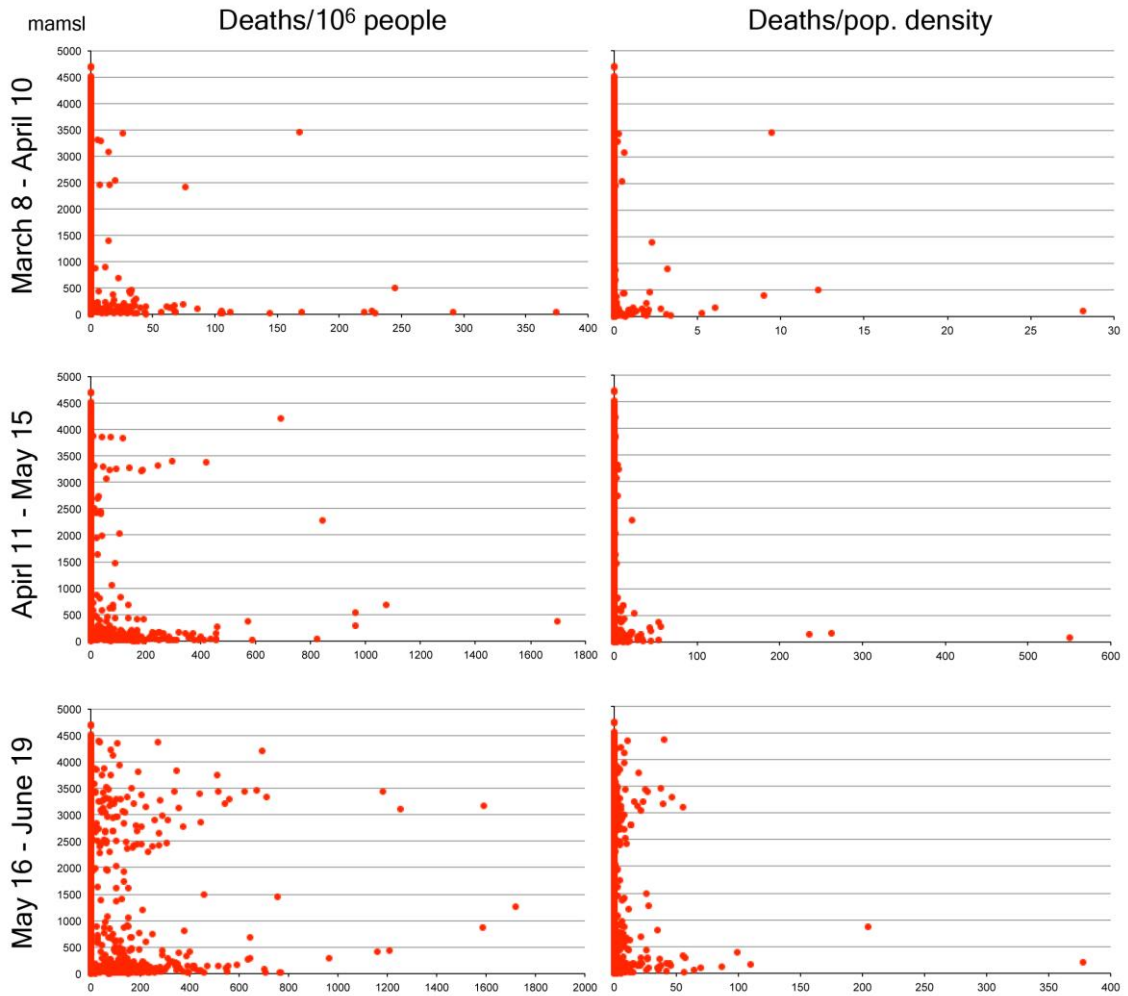 mamsl
Deaths/10⁶ people
Deaths/pop. density
March 8 - April 10
5000
4500
4000
3500
3000
2500
2000
1500
1000
500
0
0 50 100 150 200 250 300 350 400
0 5 10 15 20 25 30
Apirl 11 - May 15
5000
4500
4000
3500
3000
2500
2000
1500
1000
500
0
0 200 400 600 800 1000 1200 1400 1600 1800
0 100 200 300 400 500 600
May 16 - June 19
5000
4500
4000
3500
3000
2500
2000
1500
1000
500
0
0 200 400 600 800 1000 1200 1400 1600 1800 2000
0 50 100 150 200 250 300 350 400